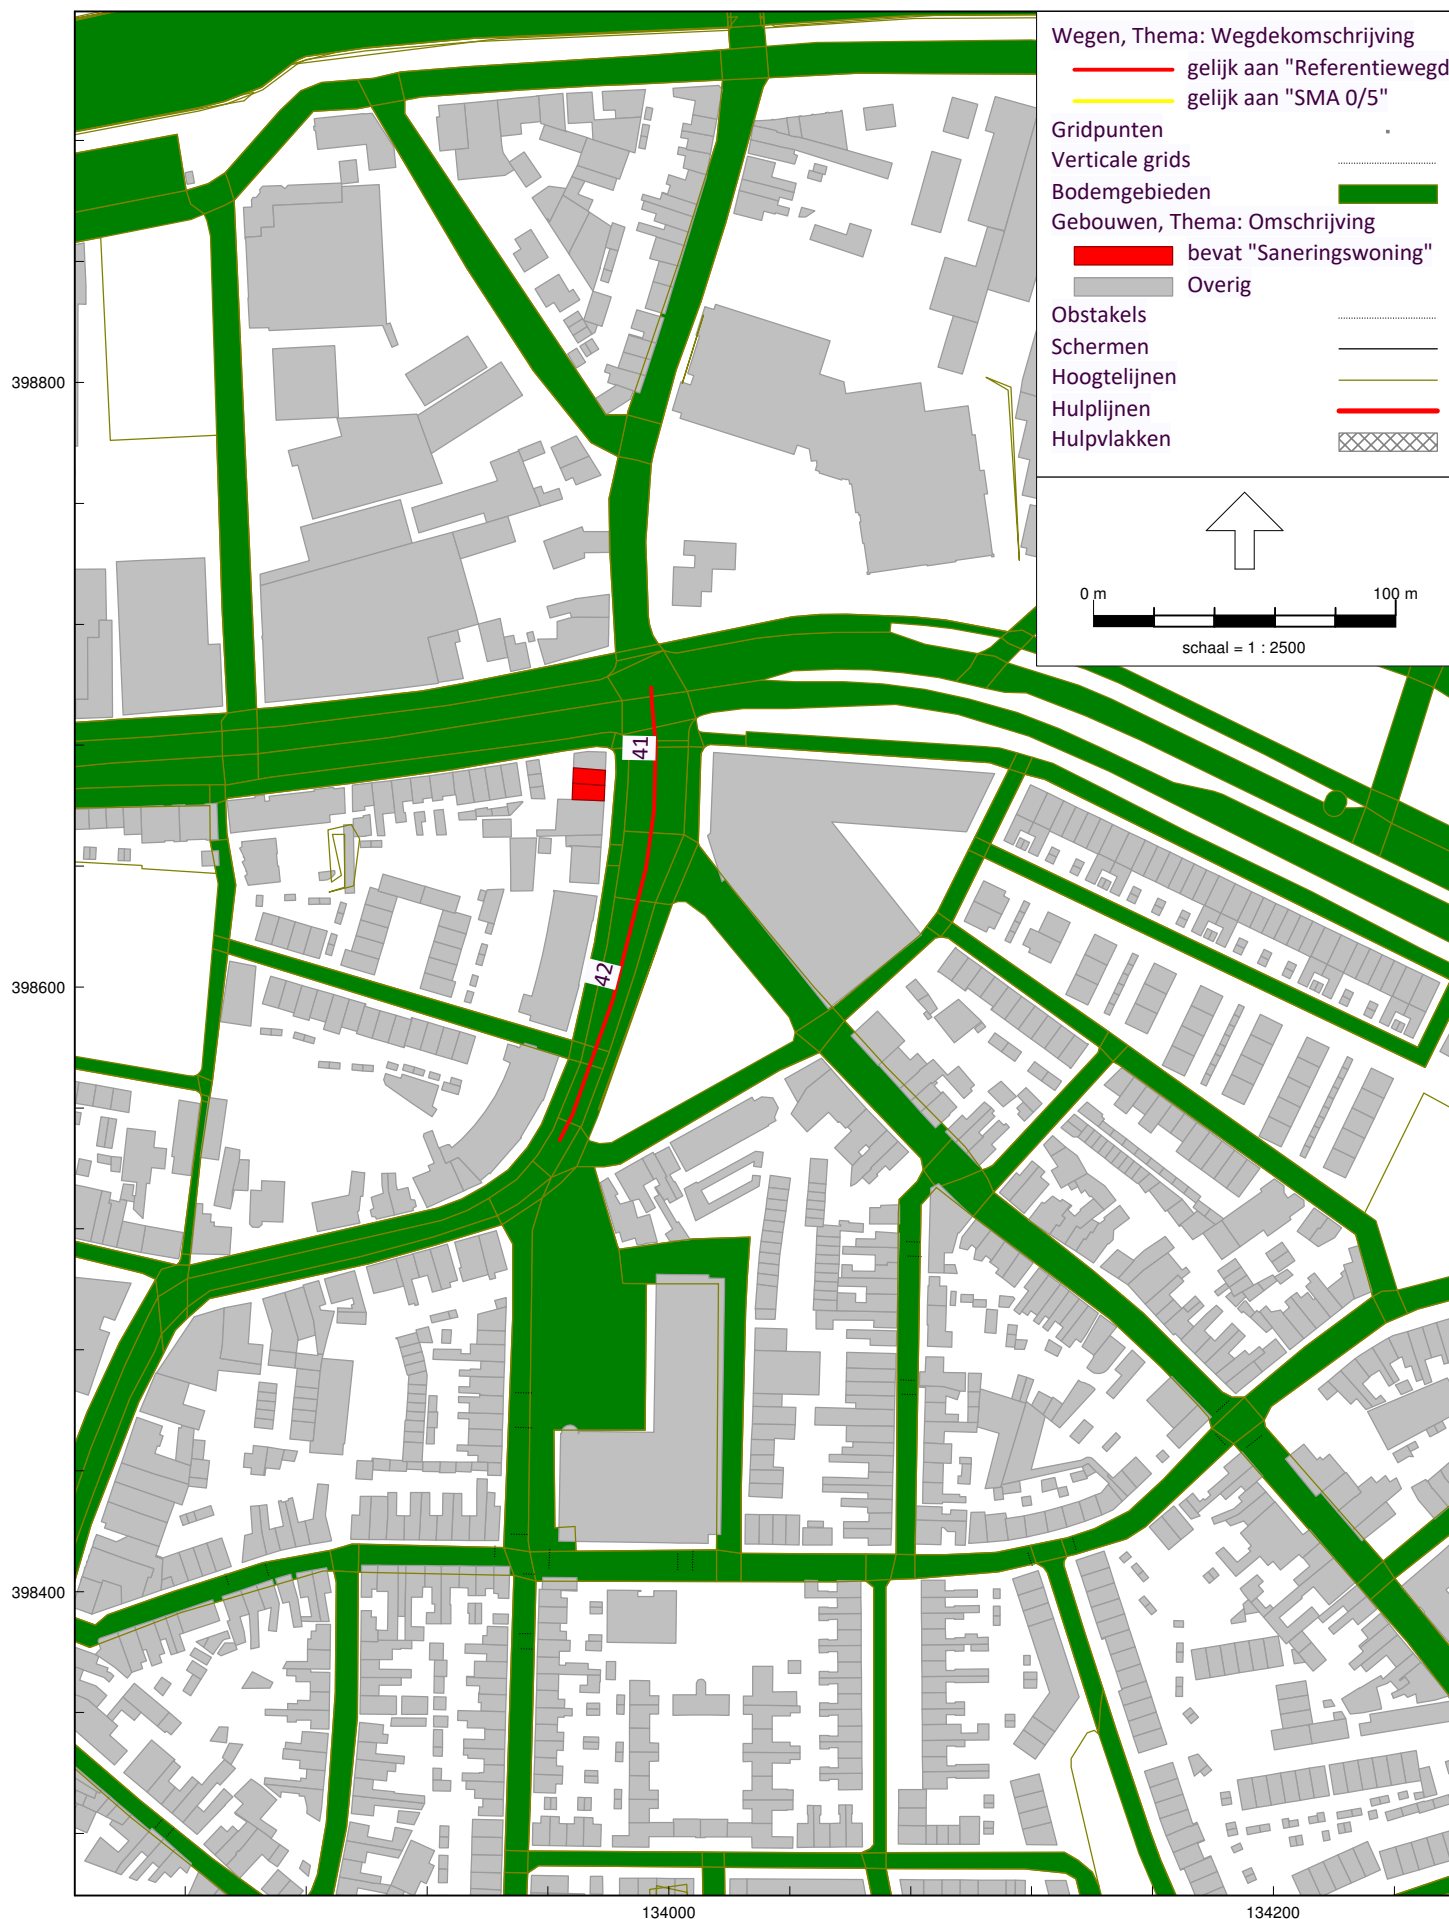 Wegen, Thema: Wegdekomschrijving
gelijk aan "Referentiewegd
gelijk aan "SMA 0/5"
Gridpunten
Verticale grids
Bodemgebieden
Gebouwen, Thema: Omschrijving
bevat "Saneringswoning"
Overig
Obstakels
Schermen
Hoogtelijnen
Hulplijnen
Hulpvlakken
0 m 100 m
schaal = 1 : 2500
398800
41
42
398600
398400
134000 134200